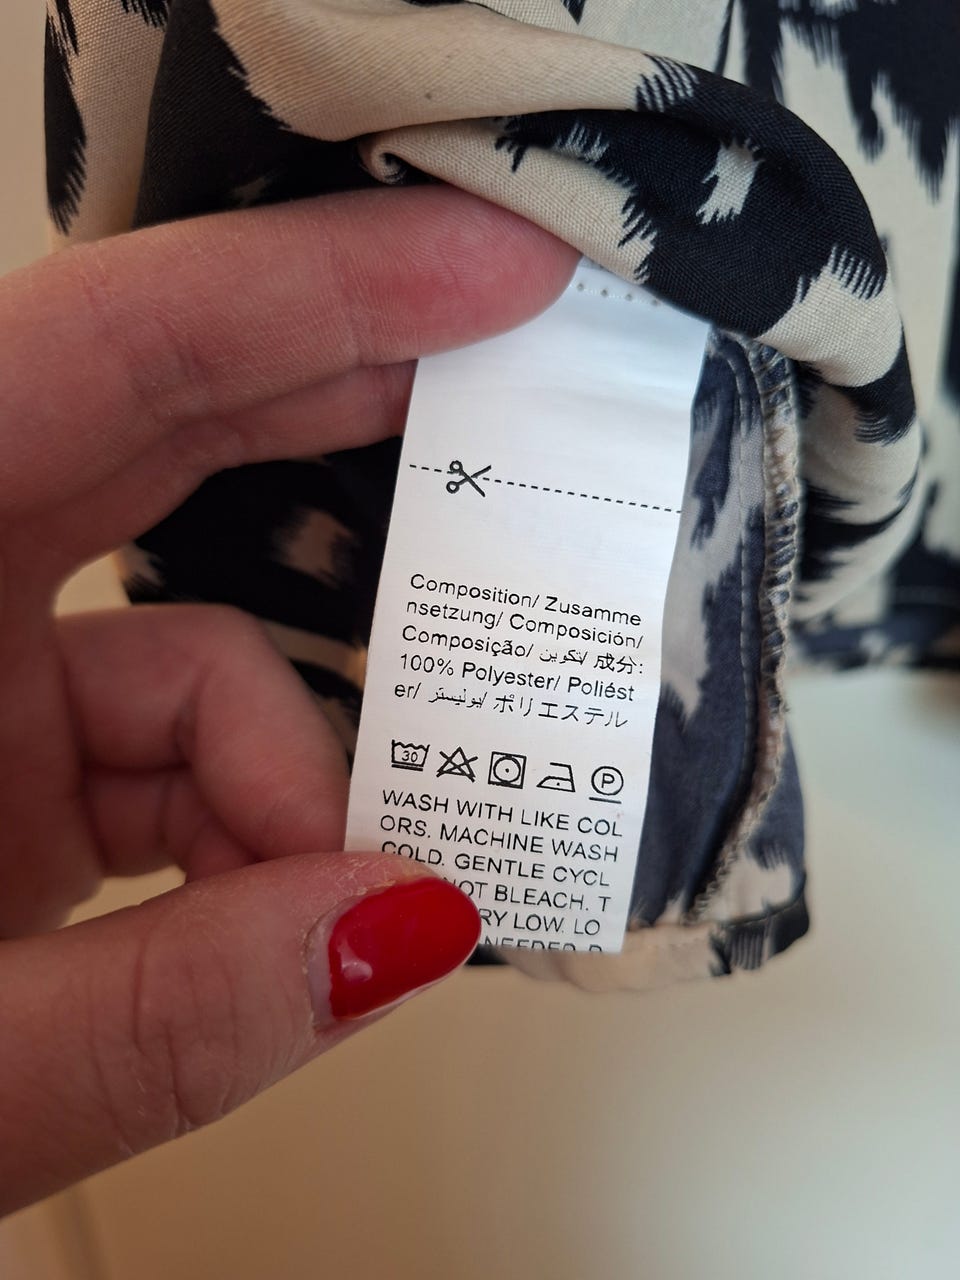 Composition/ Zusamme
nsetzung/ Composición/
Composição/ تكوين/ 成分:
100% Polyester/ Poliést
er/ بوليستر/ ポリエステル
30 P
WASH WITH LIKE COL
ORS. MACHINE WASH
COLD. GENTLE CYCL
NOT BLEACH. T
RY LOW. LO
NEEDED.